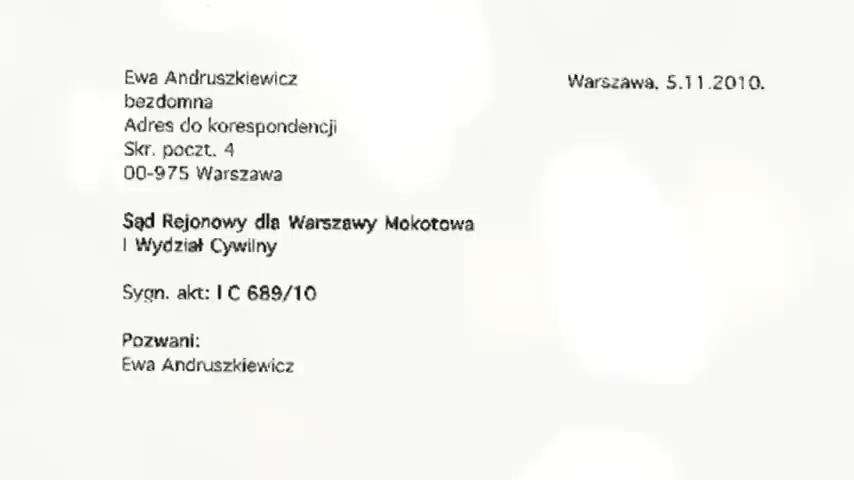 Ewa Andruszkiewicz
Warszawa, 5.11.2010.
bezdomna
Adres do korespondencji
Skr. poczt. 4
00-975 Warszawa
Sąd Rejonowy dla Warszawy Mokotowa
I Wydział Cywilny
Sygn. akt: I C 689/10
Pozwani:
Ewa Andruszkiewicz